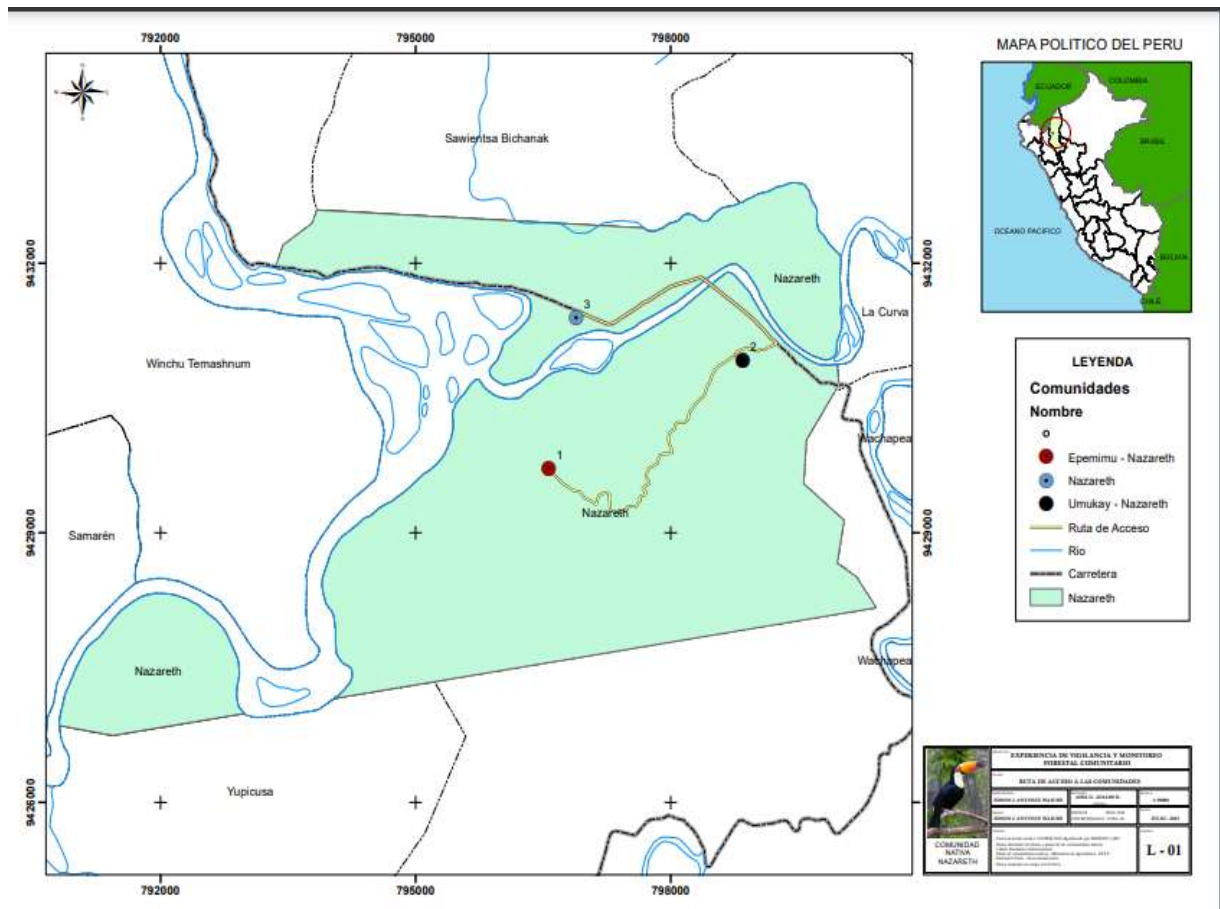 792000
795000
798000
MAPA POLITICO DEL PERU
COLOMBIA
ECUADOR
BRASIL
OCEANO PACIFICO
BOLIVIA
CHILE
Sawientsa Bichanak
9432000
9432000
Nazareth
3
La Curva
2
Winchu Temashnum
Wachapea
1
Nazareth
Samarén
9429000
9429000
Nazareth
Wachapea
Yupicusa
9426000
9426000
792000
795000
798000
LEYENDA
Comunidades
Nombre
Epemimu - Nazareth
Nazareth
Umukay - Nazareth
Ruta de Acceso
Rio
Carretera
Nazareth
EXPERIENCIA DE VIGILANCIA Y MONITOREO
FORESTAL COMUNITARIO
RUTA DE ACCESO A LAS COMUNIDADES
COMUNIDAD
NATIVA
NAZARETH
L - 01